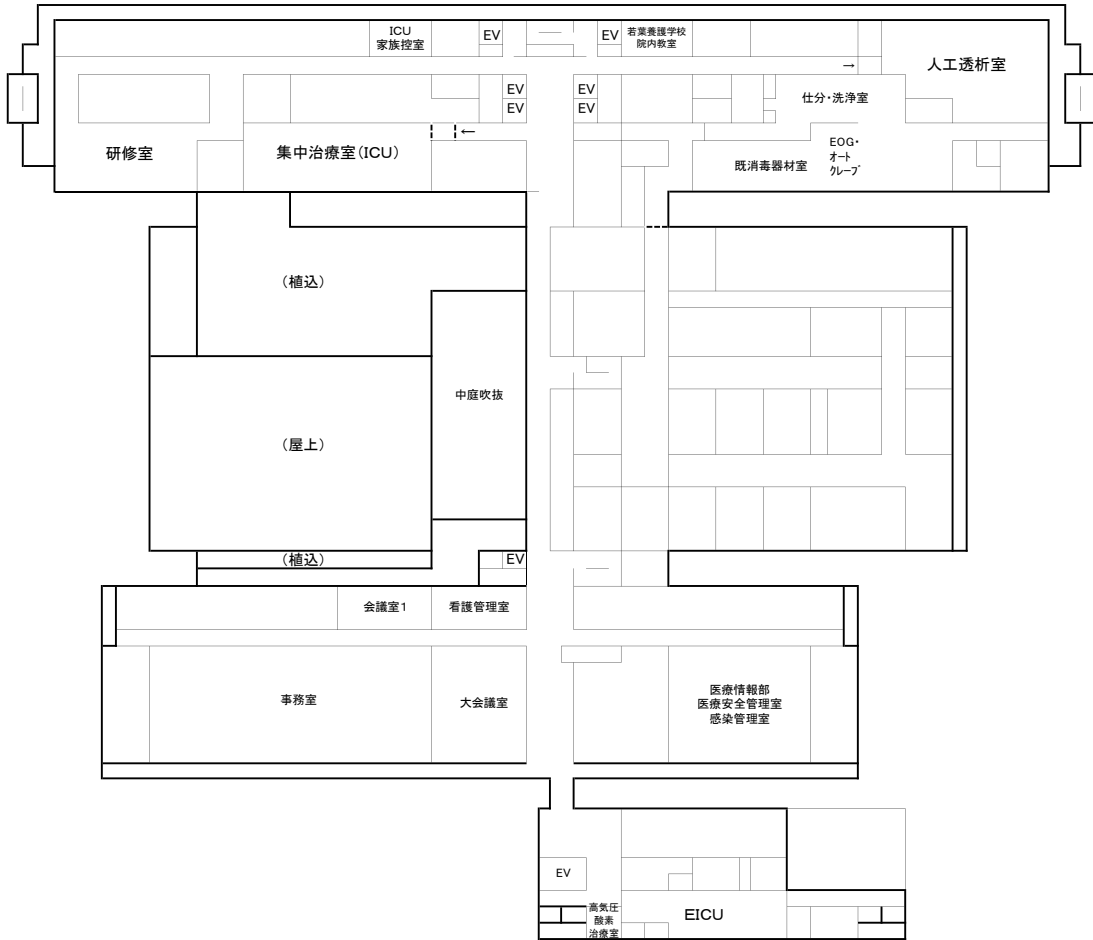 ICU
家族控室
EV
EV
若葉養護学校
院内教室
→
人工透析室
EV
EV
EV
EV
仕分・洗浄室
←
研修室
集中治療室（ICU）
既消毒器材室
EOG・
オート
クレーブ
（植込）
中庭吹抜
（屋上）
（植込）
EV
会議室1
看護管理室
事務室
大会議室
医療情報部
医療安全管理室
感染管理室
EV
高気圧
酸素
治療室
EICU